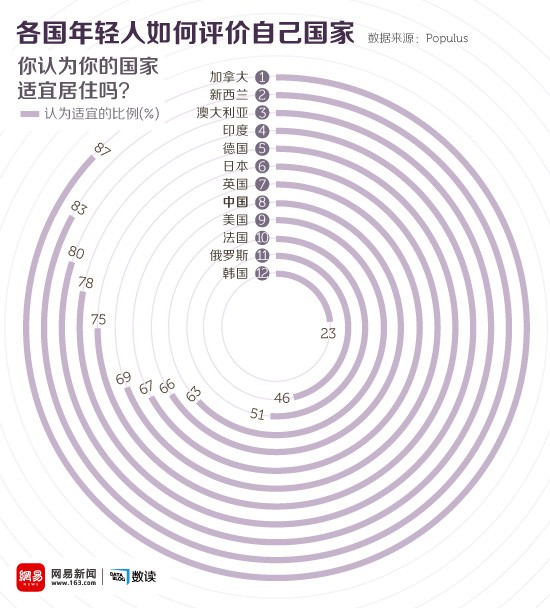 各国年轻人如何评价自己国家 数据来源：Populus
你认为你的国家
适宜居住吗?
认为适宜的比例(%)
加拿大 1
新西兰 2
澳大利亚 3
印度 4
德国 5
日本 6
英国 7
中国 8
美国 9
法国 10
俄罗斯 11
韩国 12
87
83
80
78
75
69
67
66
63
51
46
23
網易 NEWS 网易新闻 www.163.com DATA BLOG 数读